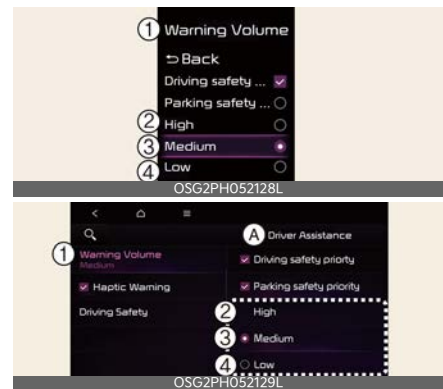 1 Warning Volume
Back
Driving safety ...
Parking safety ...
2 High
3 Medium
4 Low
OSG2PH052128L
A Driver Assistance
1 Warning Volume
Medium
Driving safety priorty
Haptic Warning
Parking safety priority
Driving Safety
2 High
3 Medium
4 Low
OSG2PH052129L